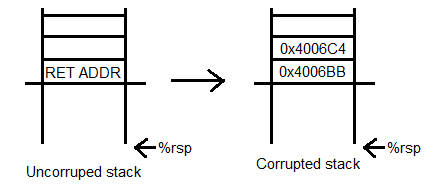 0x4006C4
RET ADDR
0x4006BB
%rsp
%rsp
Uncorruped stack
Corrupted stack